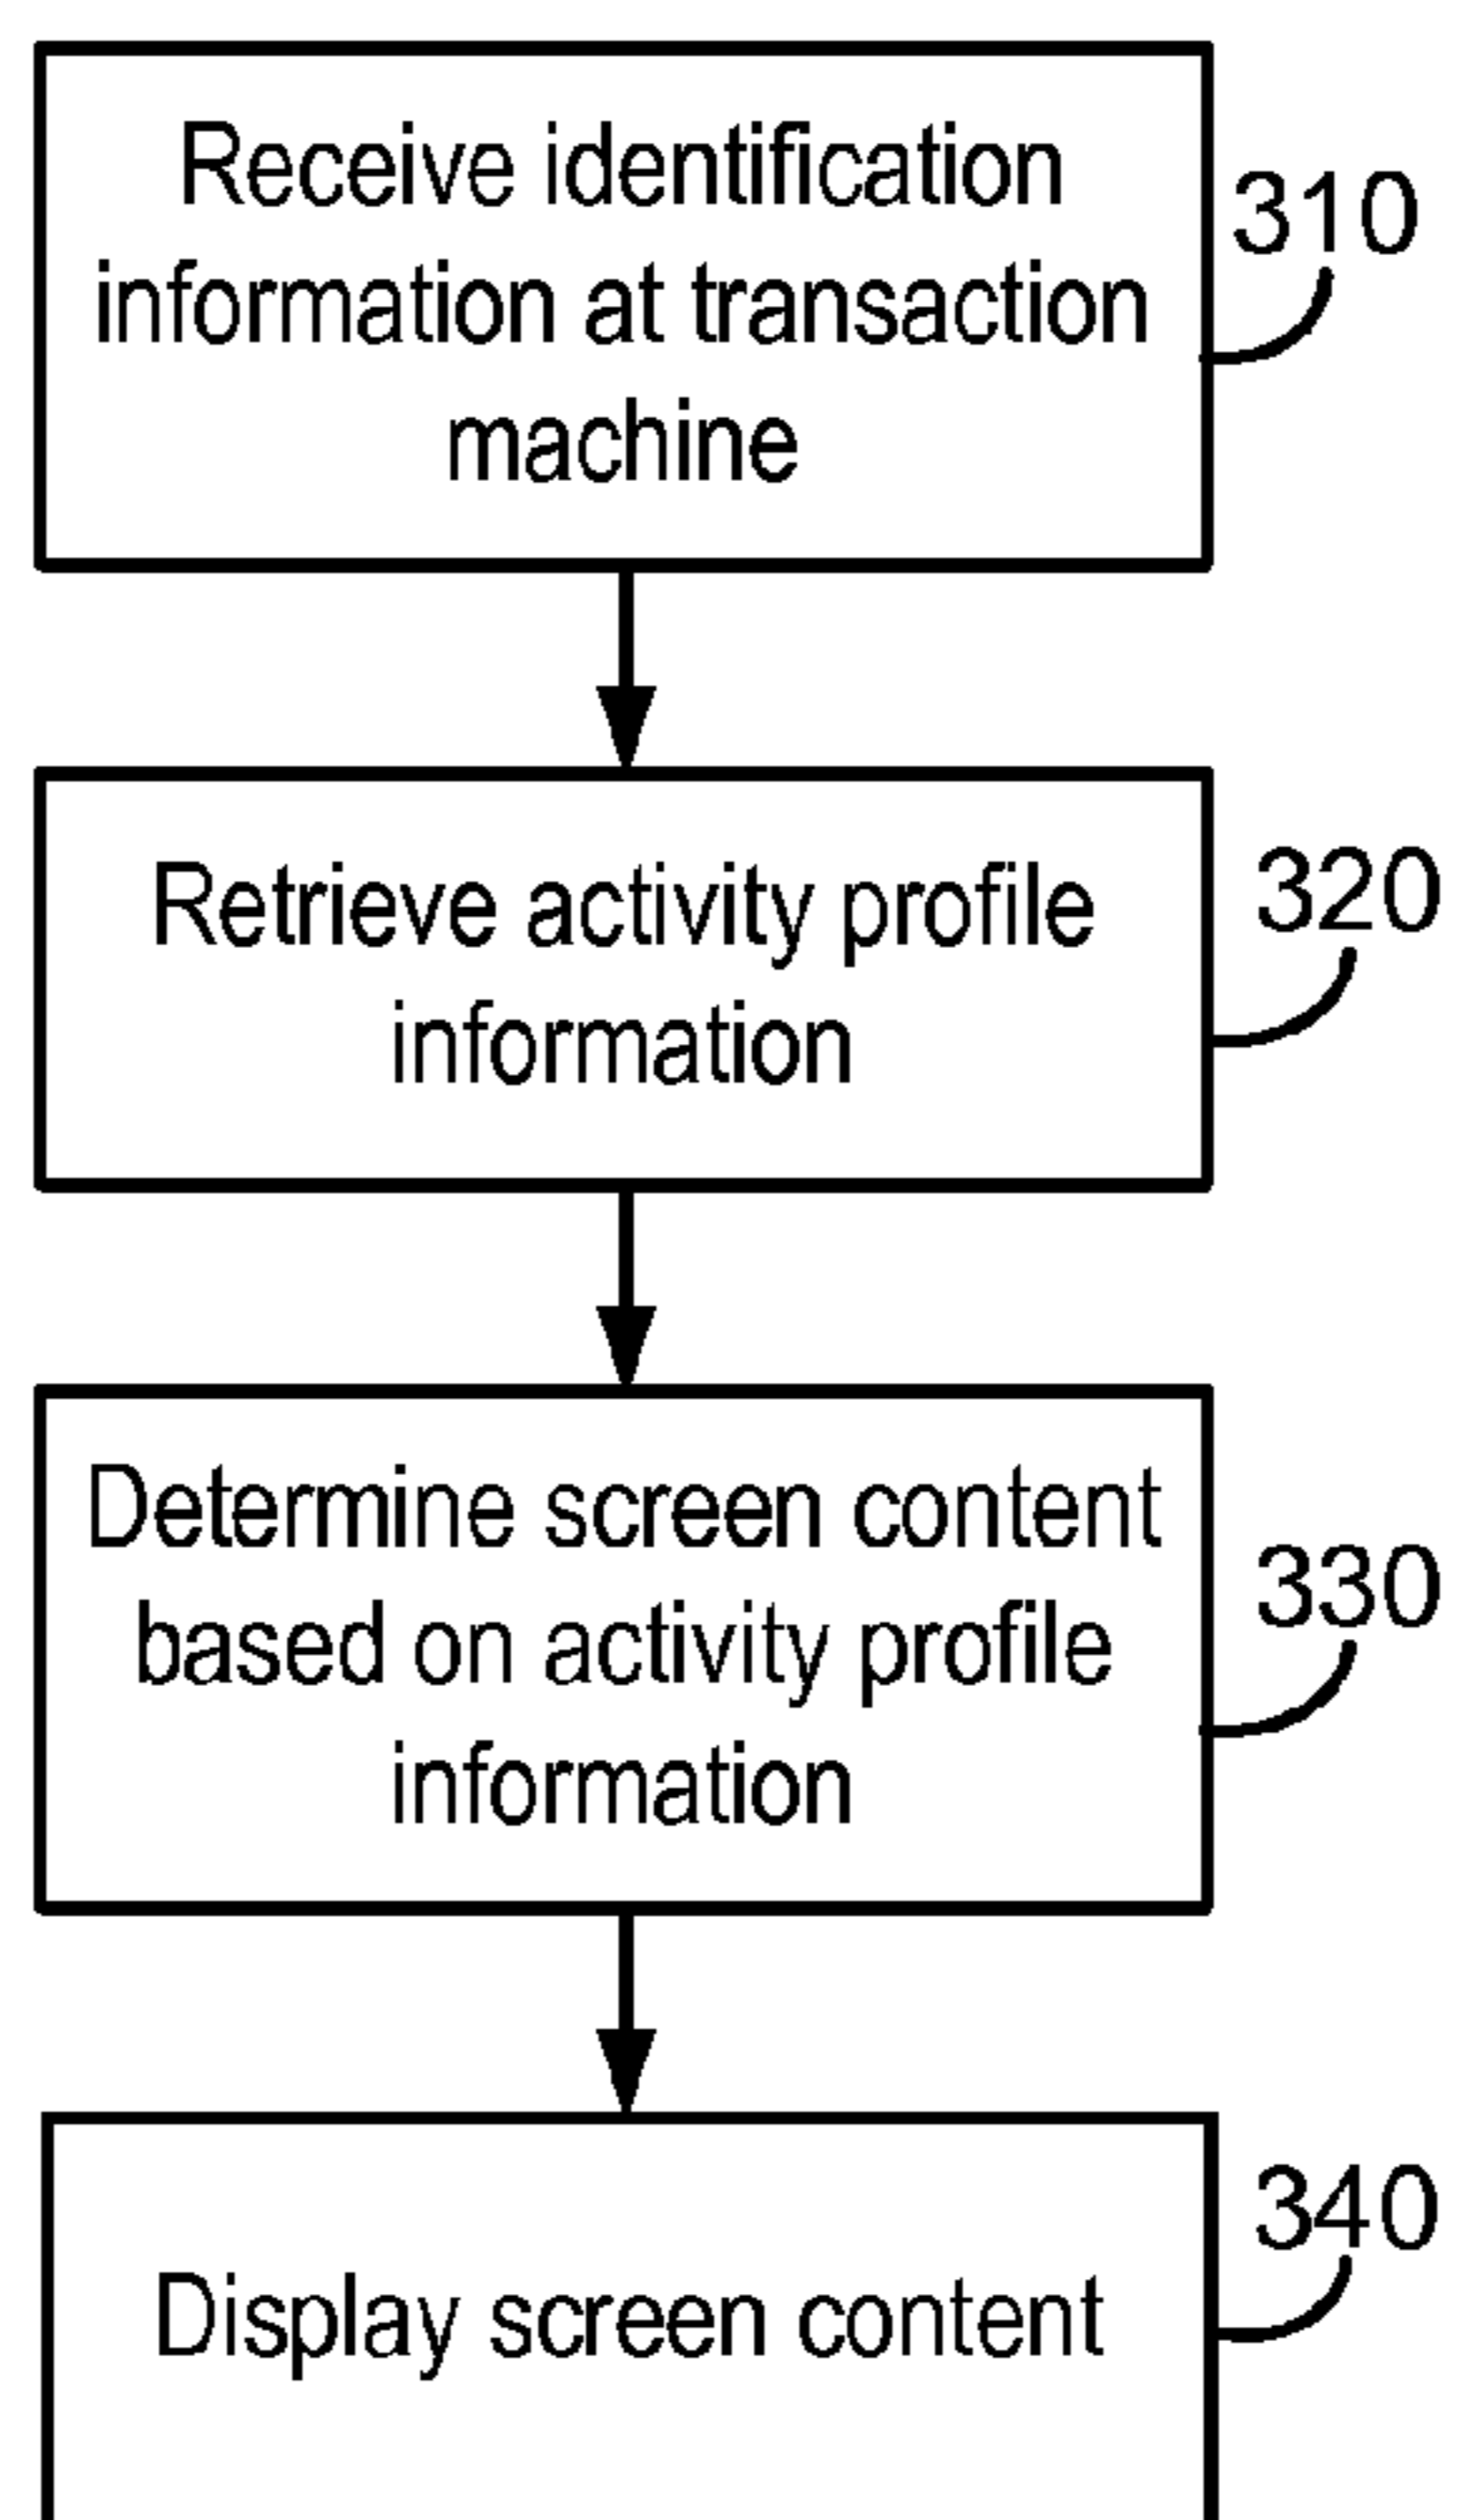 Receive identification
information at transaction
machine
310
Retrieve activity profile
information
320
Determine screen content
based on activity profile
information
330
Display screen content
340